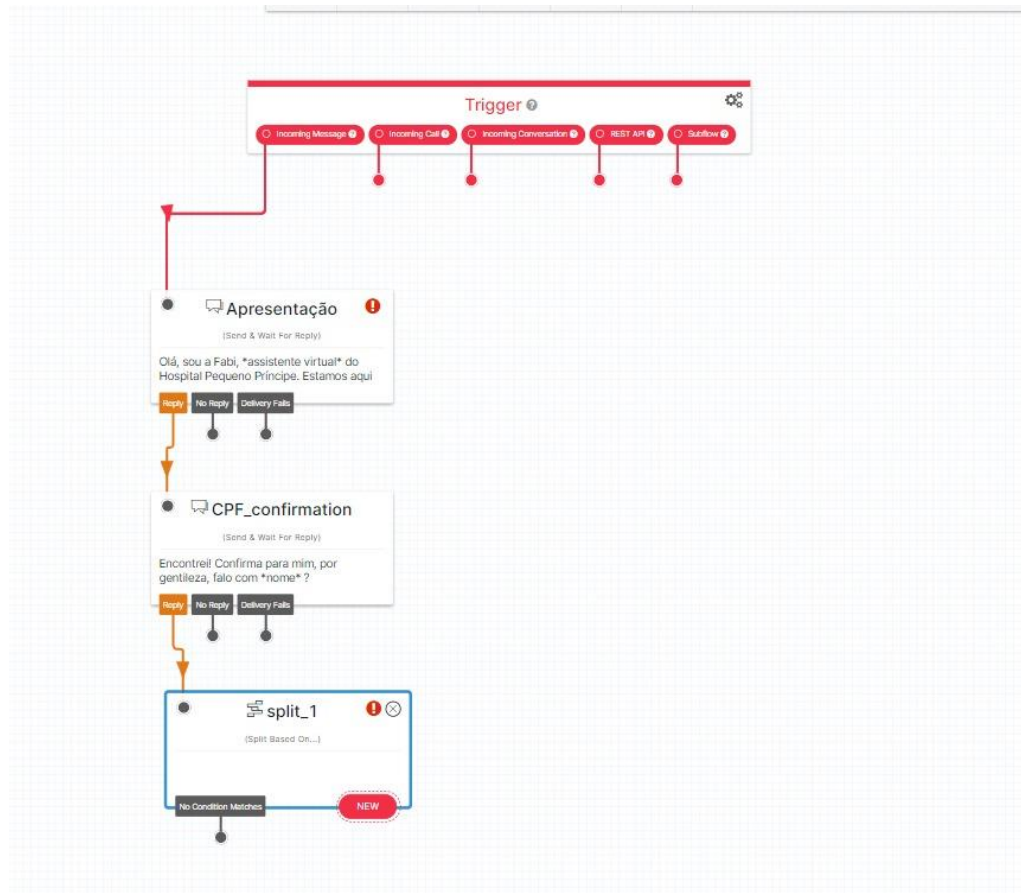 Trigger
Incoming Message
Incoming Call
Incoming Conversation
REST API
Subflow
Apresentação
(Send & Wait For Reply)
Olá, sou a Fabi, *assistente virtual* do
Hospital Pequeno Príncipe. Estamos aqui
Reply
No Reply
Delivery Fails
CPF_confirmation
(Send & Wait For Reply)
Encontrei! Confirma para mim, por
gentileza, falo com *nome* ?
Reply
No Reply
Delivery Fails
split_1
(Split Based On...)
No Condition Matches
NEW